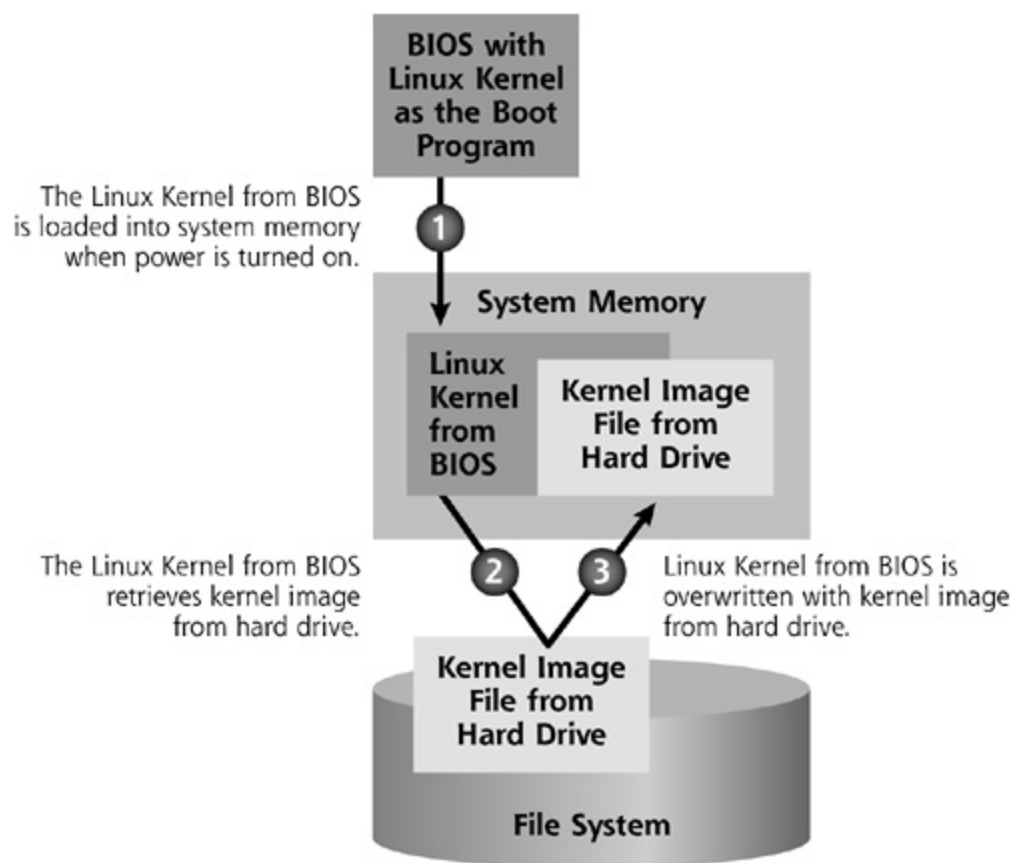 BIOS with
Linux Kernel
as the Boot
Program
The Linux Kernel from BIOS
is loaded into system memory
when power is turned on.
1
System Memory
Linux
Kernel
from
BIOS
Kernel Image
File from
Hard Drive
The Linux Kernel from BIOS
retrieves kernel image
from hard drive.
2
3
Linux Kernel from BIOS is
overwritten with kernel image
from hard drive.
Kernel Image
File from
Hard Drive
File System